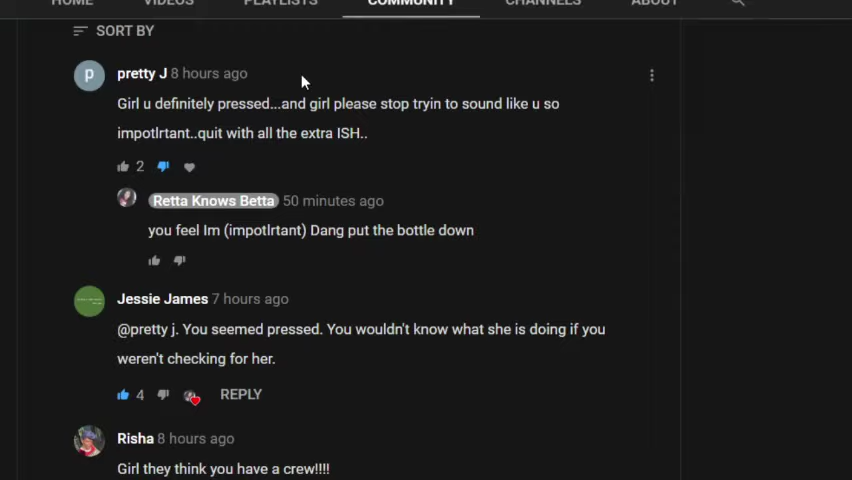 HOME VIDEOS PLAYLISTS COMMUNITY CHANNELS ABOUT
SORT BY
p
pretty J 8 hours ago
Girl u definitely pressed...and girl please stop tryin to sound like u so
impotlrtant..quit with all the extra ISH..
2
Retta Knows Betta 50 minutes ago
you feel Im (impotlrtant) Dang put the bottle down
Jessie James 7 hours ago
@pretty j. You seemed pressed. You wouldn't know what she is doing if you
weren't checking for her.
4 REPLY
Risha 8 hours ago
Girl they think you have a crew!!!!